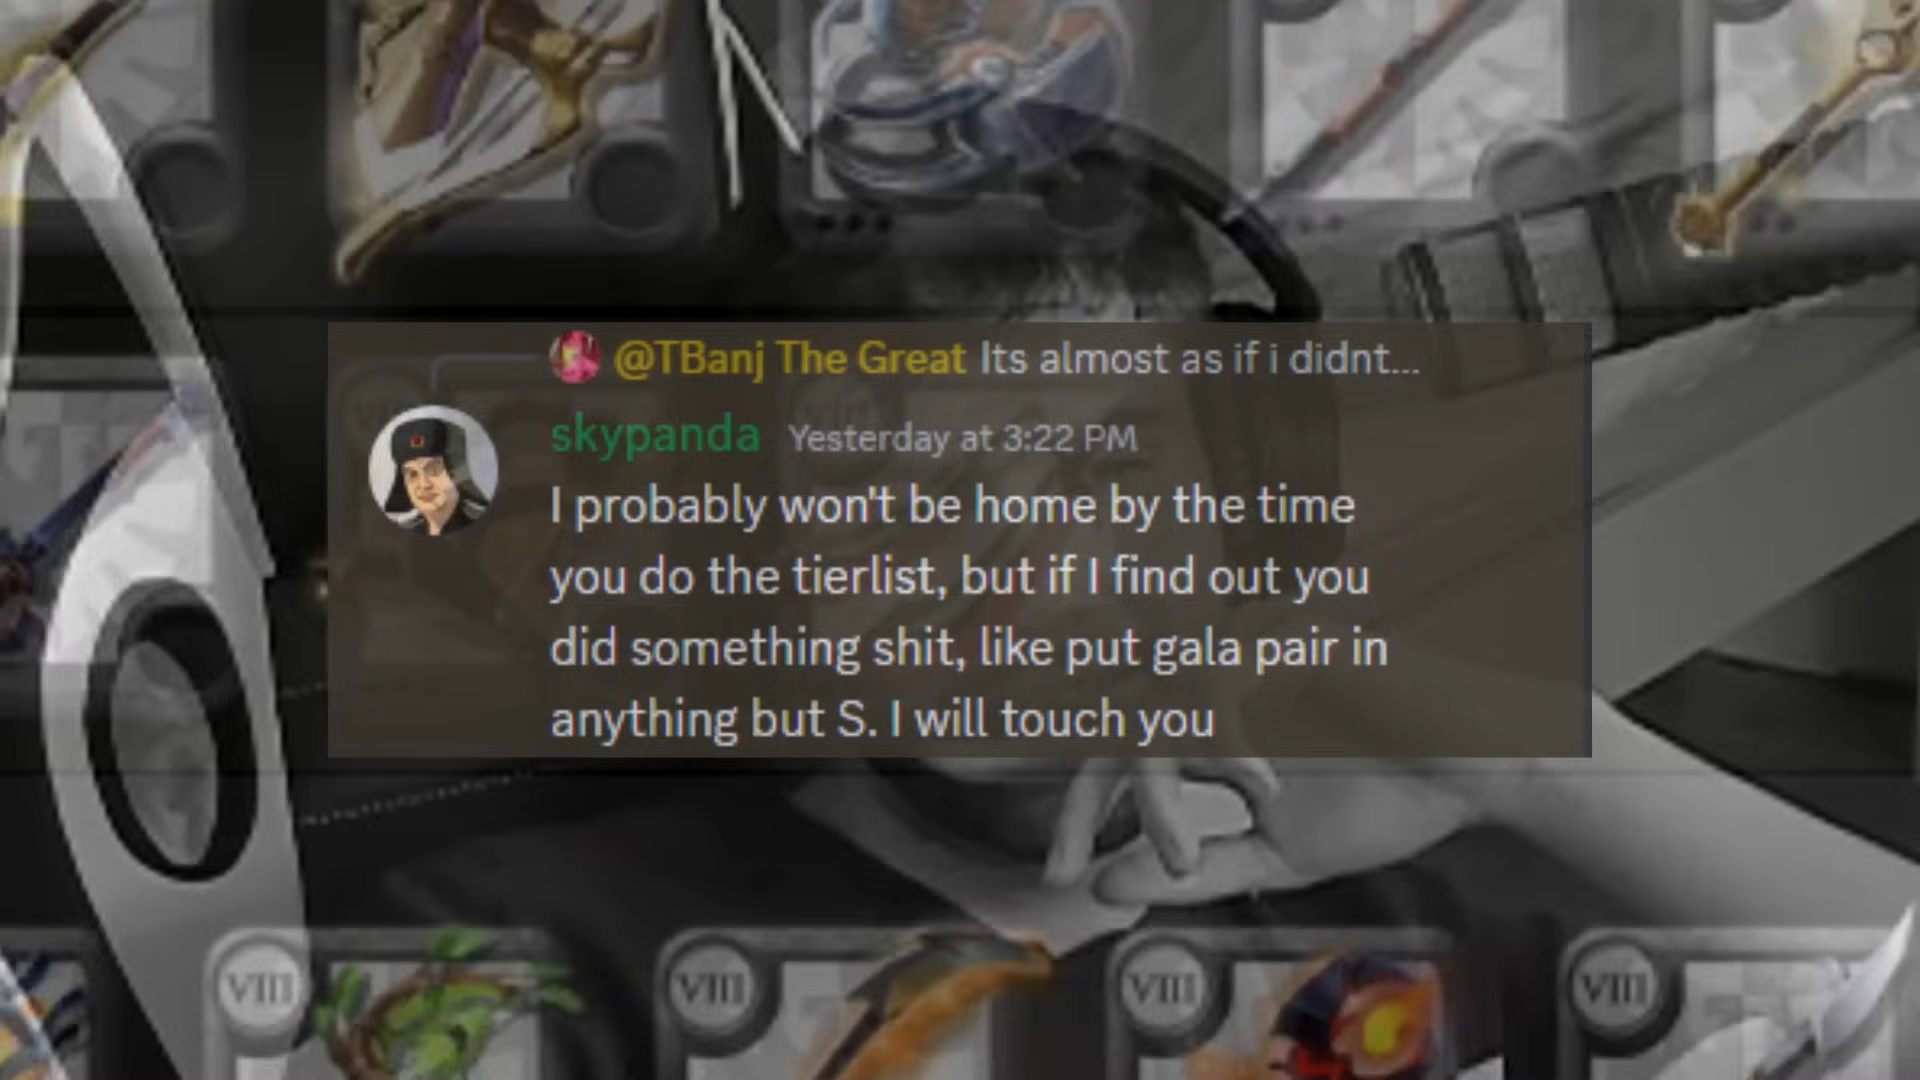 @TBanj The Great Its almost as if i didnt...
skypanda Yesterday at 3:22 PM
I probably won't be home by the time
you do the tierlist, but if I find out you
did something shit, like put gala pair in
anything but S. I will touch you
VIII VIII VIII VIII